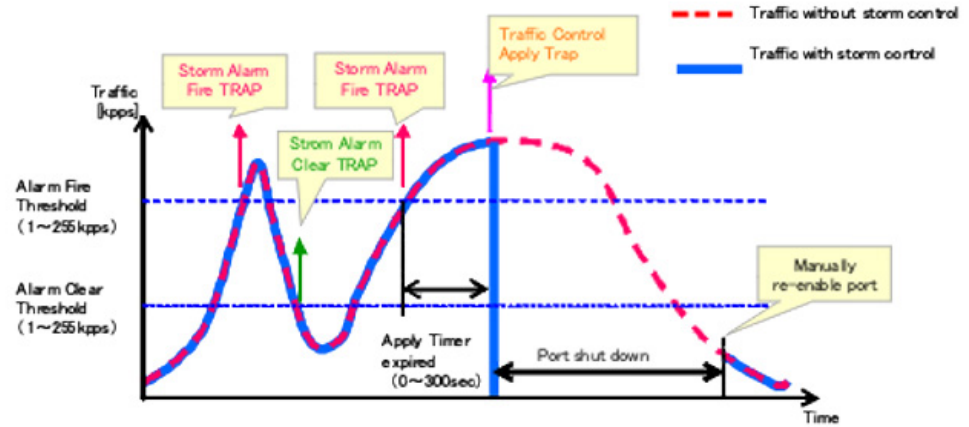 Traffic without storm control
Traffic with storm control
Traffic Control
Apply Trap
Storm Alarm
Fire TRAP
Storm Alarm
Fire TRAP
Strom Alarm
Clear TRAP
Traffic
[kpps]
Alarm Fire
Threshold
(1～255kpps)
Alarm Clear
Threshold
(1～255kpps)
Manually
re-enable port
Apply Timer
expired
(0～300sec)
Port shut down
Time